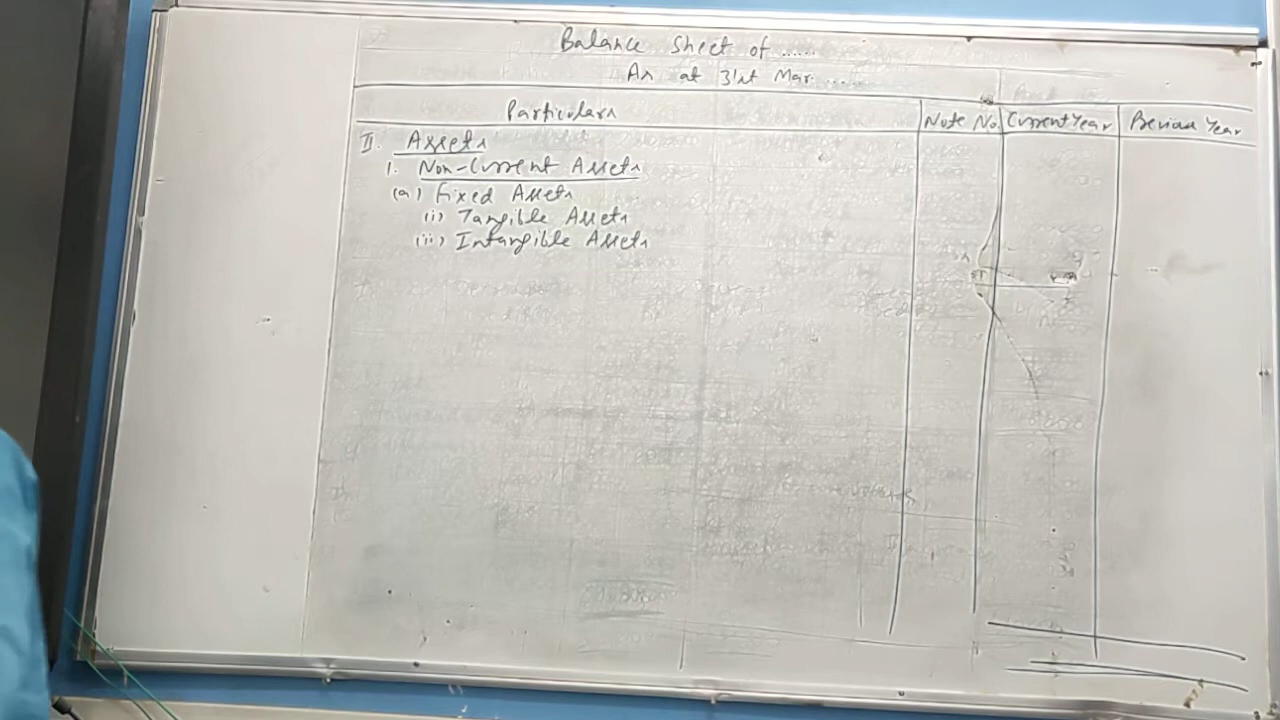 Balance Sheet of ......
As at 31st Mar. ......
Particulars Note No. Current Year Previous Year
II. Assets
1. Non-Current Assets
(a) Fixed Assets
(i) Tangible Assets
(ii) Intangible Assets